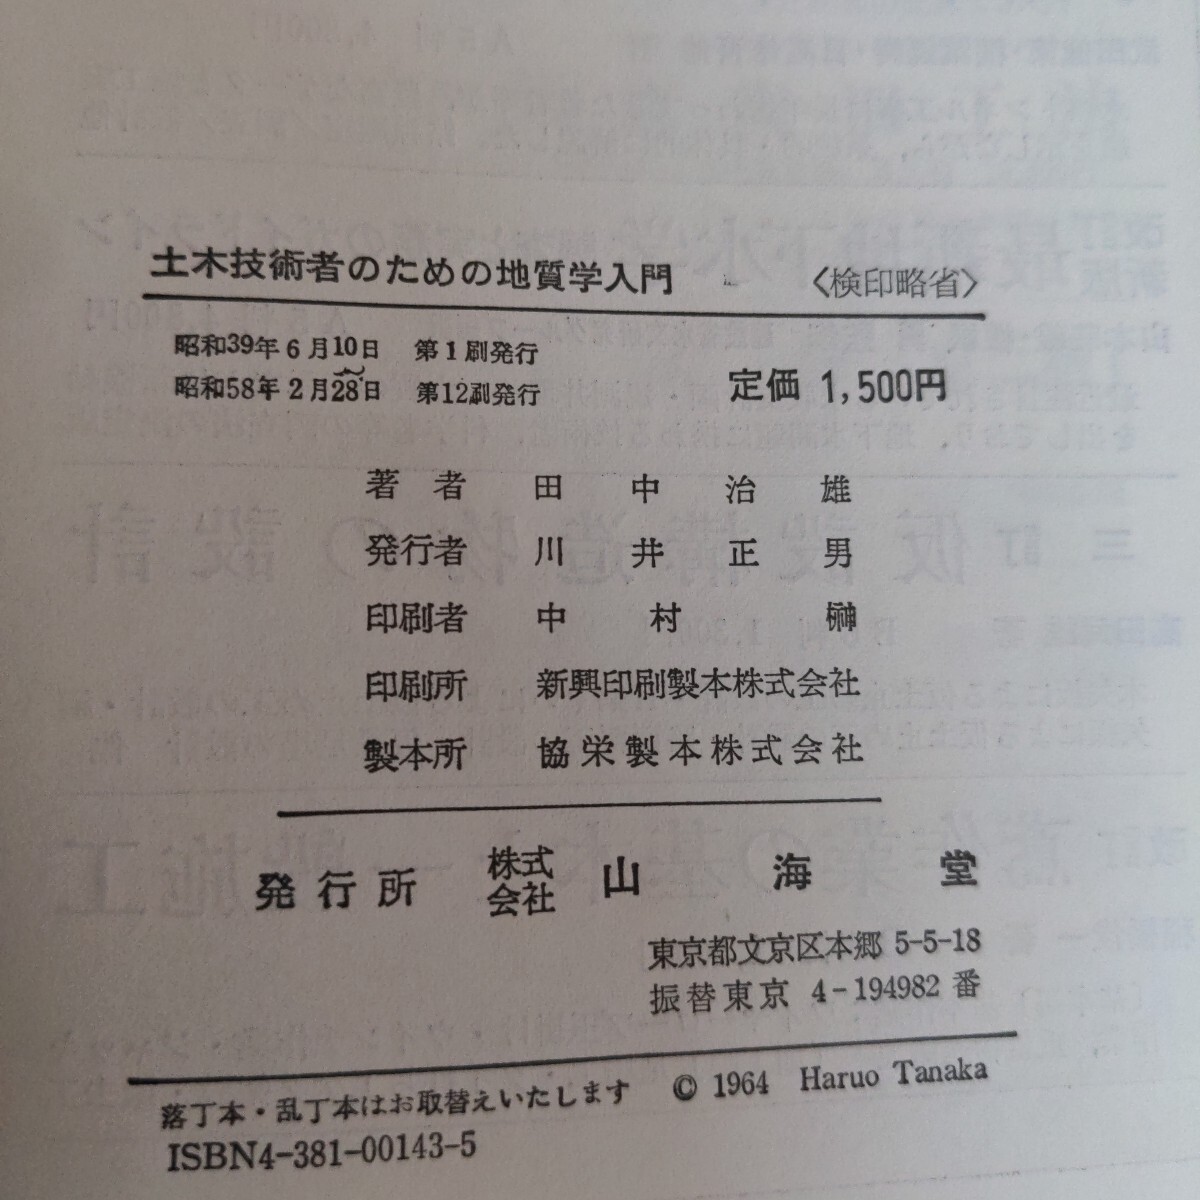 土木技術者のための地質学入門 〈検印略省〉
昭和39年6月10日 第1刷発行
昭和58年2月28日 第12刷発行
定価 1,500円
著者 田中治雄
発行者 川井正男
印刷者 中村榊
印刷所 新興印刷製本株式会社
製本所 協栄製本株式会社
発行所 株式会社 山海堂
東京都文京区本郷 5-5-18
振替東京 4-194982番
落丁本・乱丁本はお取替えいたします © 1964 Haruo Tanaka
ISBN4-381-00143-5